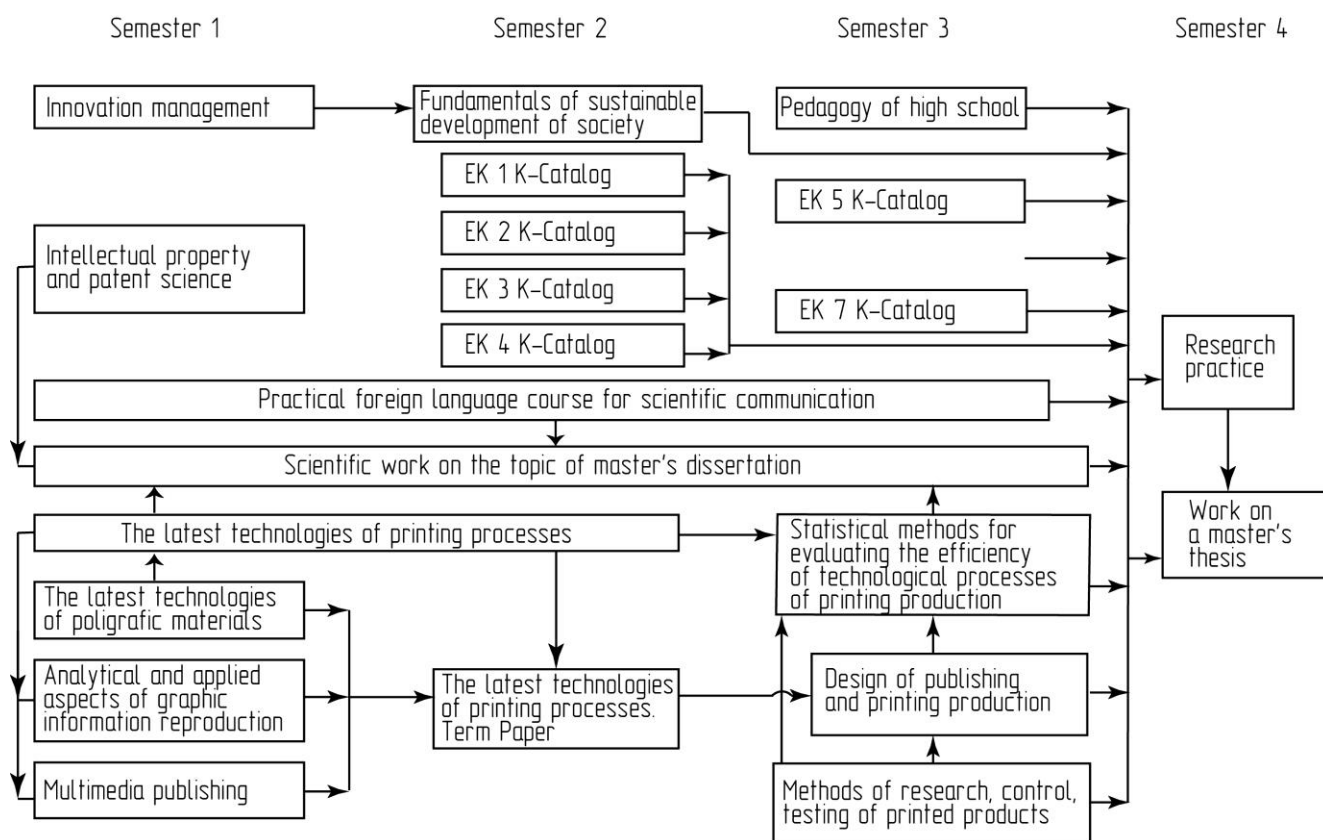 Semester 1
Semester 2
Semester 3
Semester 4
Innovation management
Fundamentals of sustainable
development of society
Pedagogy of high school
EK 1 K-Catalog
EK 5 K-Catalog
EK 2 K-Catalog
Intellectual property
and patent science
EK 3 K-Catalog
EK 7 K-Catalog
EK 4 K-Catalog
Research
practice
Practical foreign language course for scientific communication
Scientific work on the topic of master's dissertation
The latest technologies of printing processes
Statistical methods for
evaluating the efficiency
of technological processes
of printing production
Work on
a master's
thesis
The latest technologies
of poligrafic materials
Analytical and applied
aspects of graphic
information reproduction
The latest technologies
of printing processes.
Term Paper
Design of publishing
and printing production
Multimedia publishing
Methods of research, control,
testing of printed products